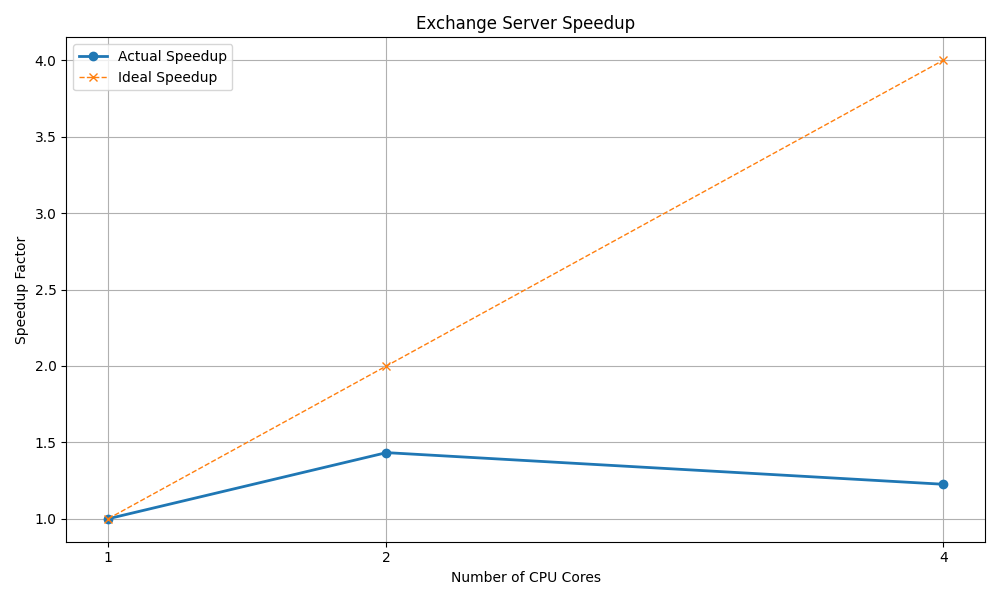 Exchange Server Speedup
Actual Speedup
Ideal Speedup
4.0
3.5
3.0
2.5
2.0
1.5
1.0
Speedup Factor
1 2 4
Number of CPU Cores